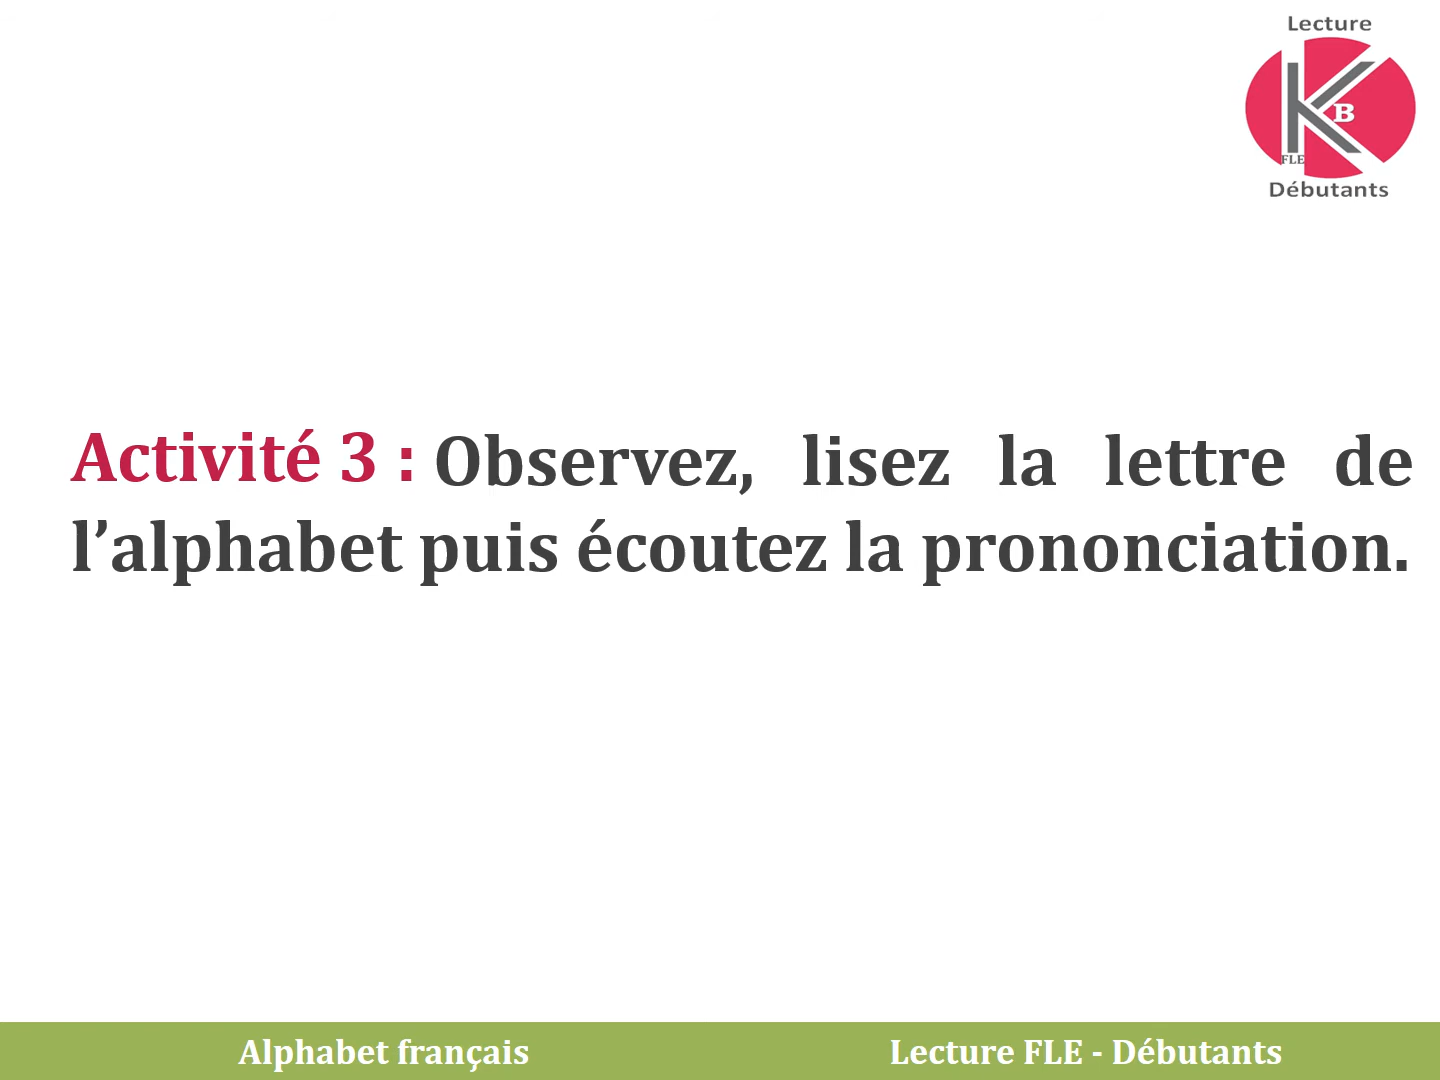 Lecture
K
B
FLE
Débutants
Activité 3 : Observez, lisez la lettre de
l’alphabet puis écoutez la prononciation.
Alphabet français
Lecture FLE - Débutants